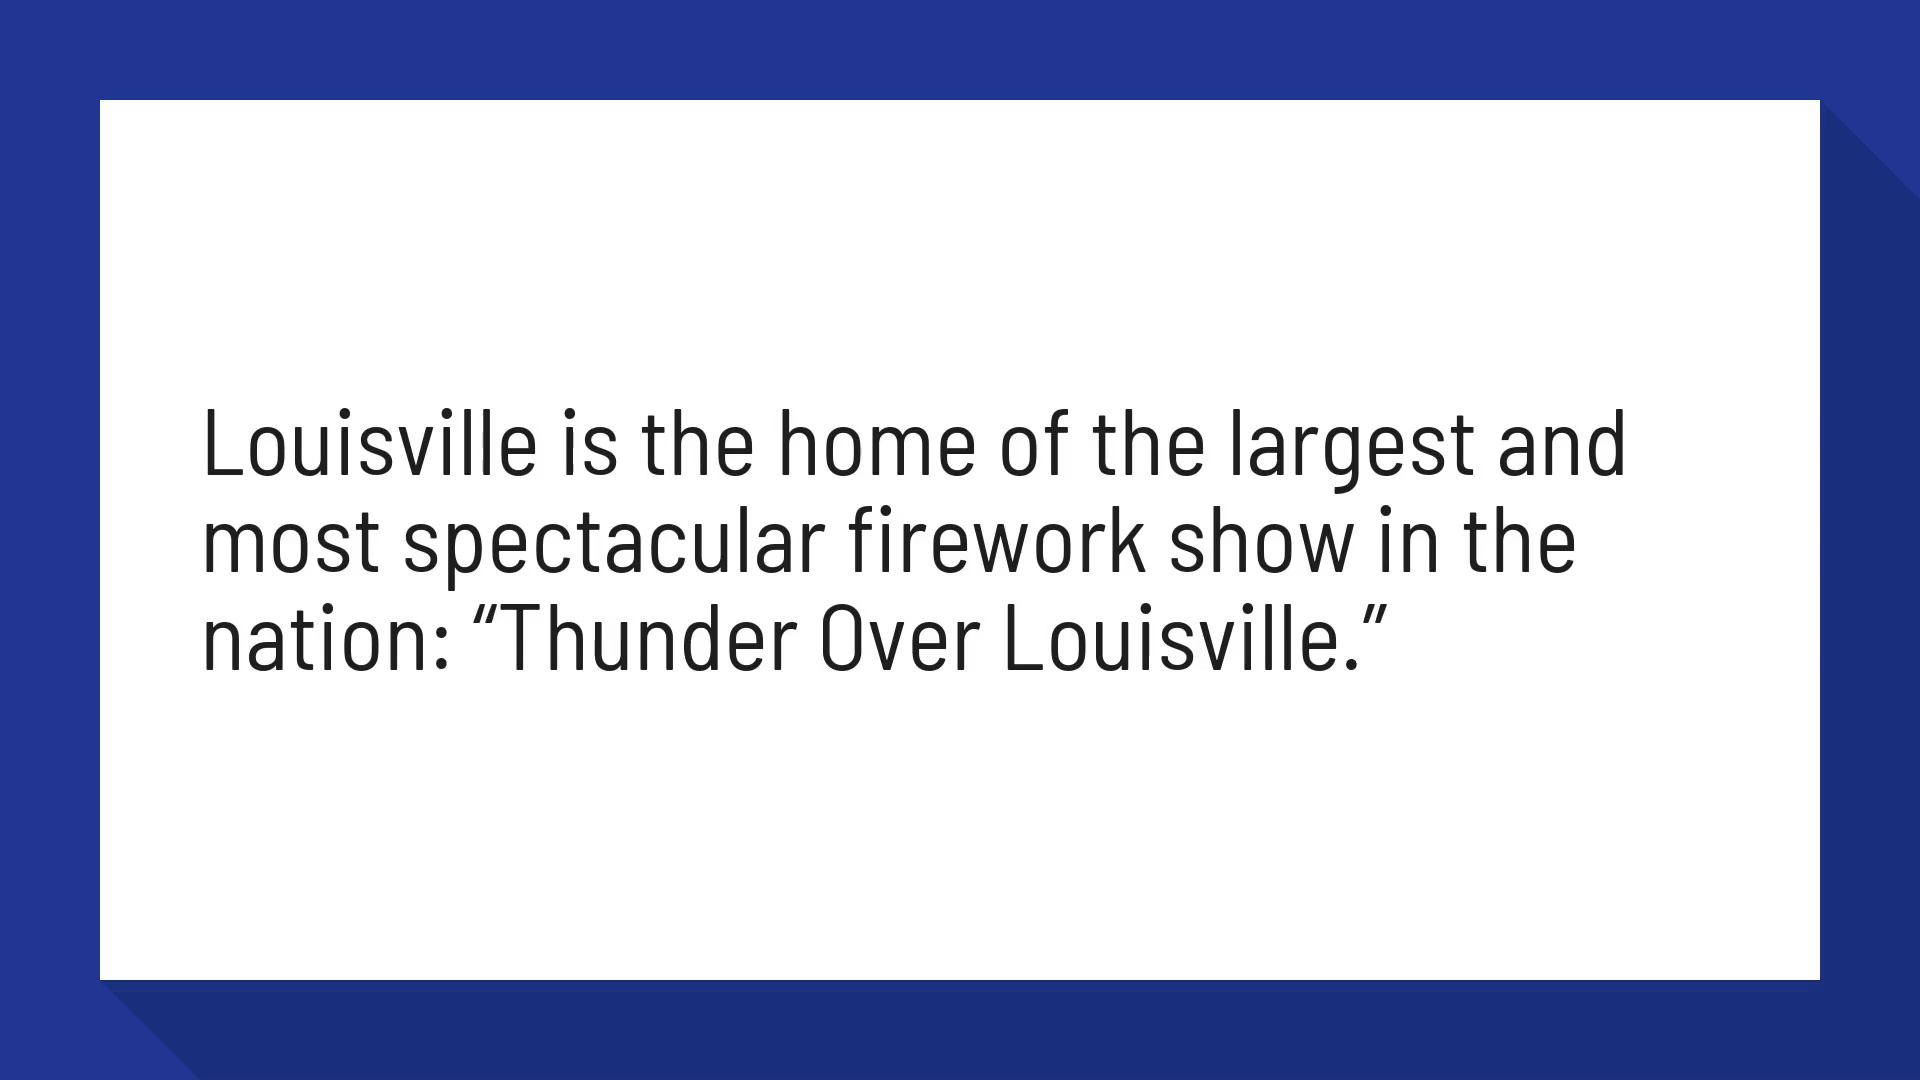 Louisville is the home of the largest and
most spectacular firework show in the
nation: “Thunder Over Louisville.”